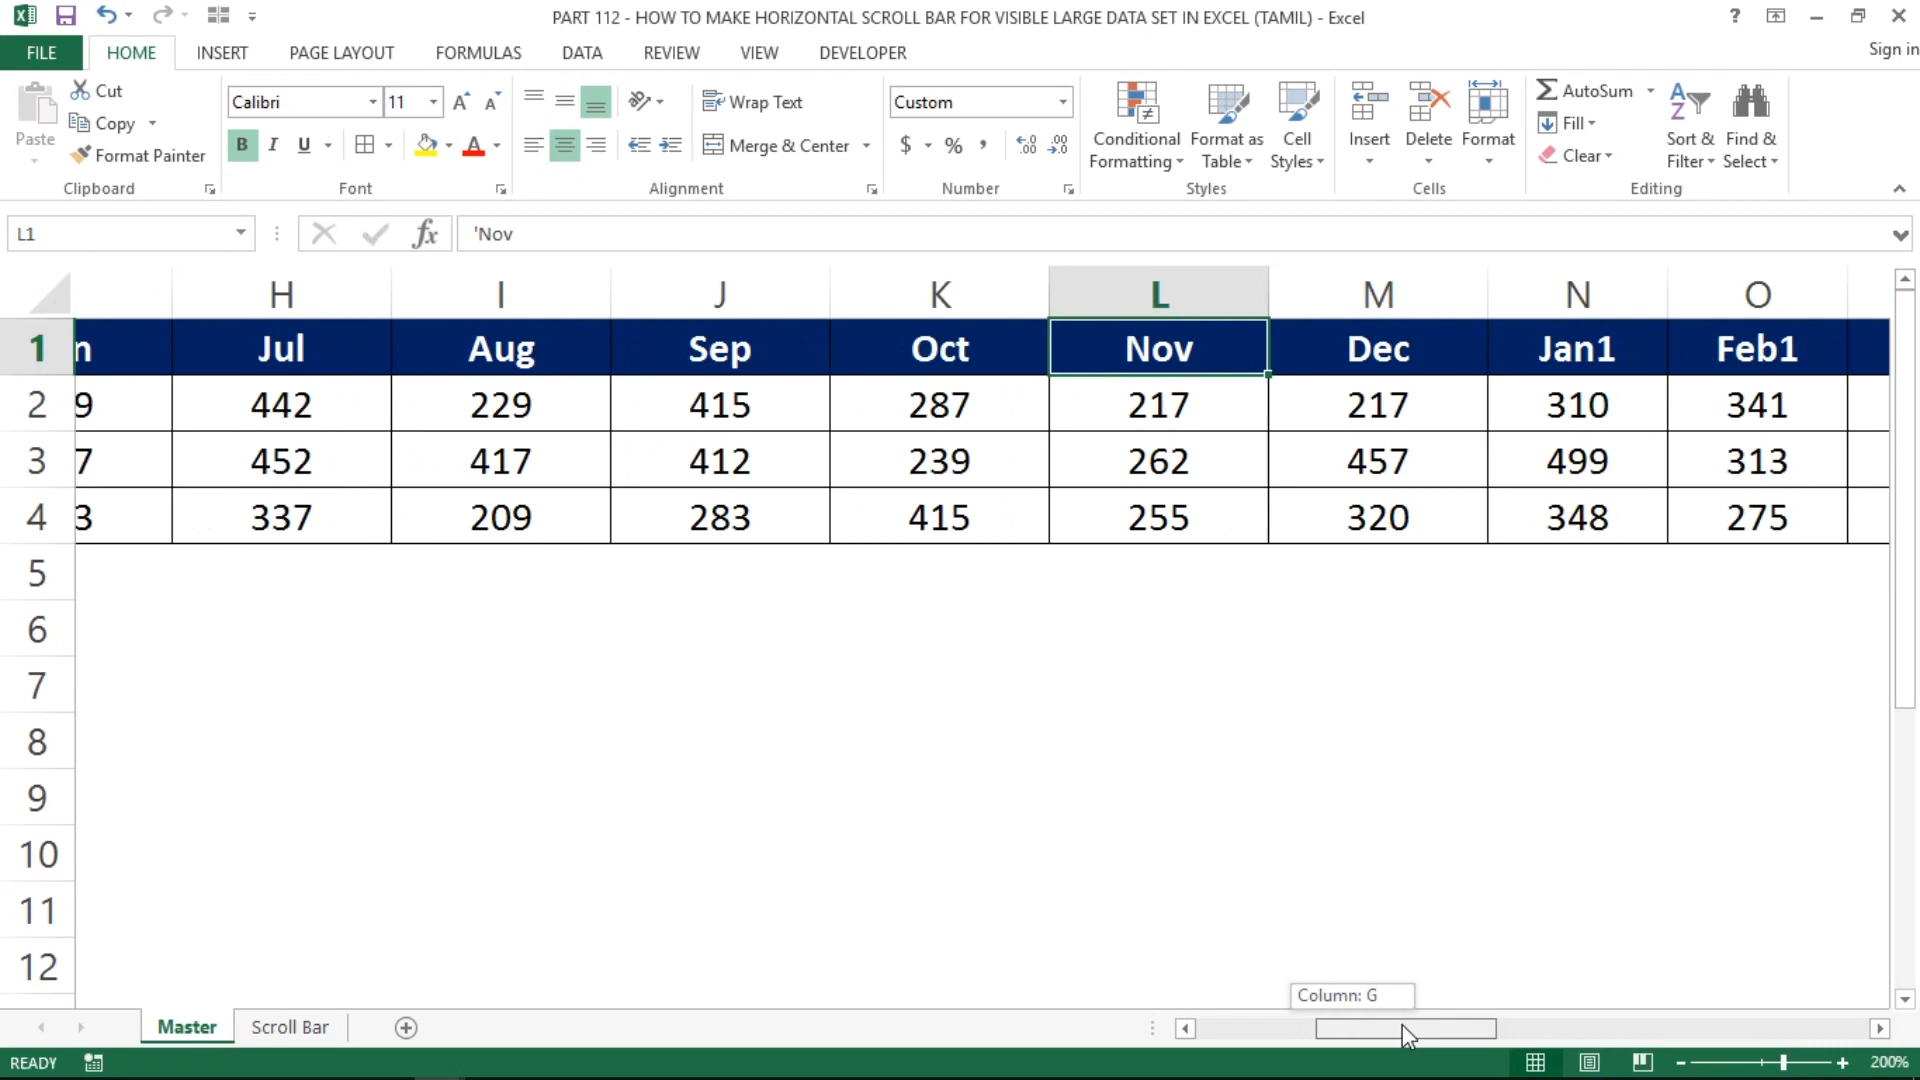 PART 112 - HOW TO MAKE HORIZONTAL SCROLL BAR FOR VISIBLE LARGE DATA SET IN EXCEL (TAMIL) - Excel
?
FILE HOME INSERT PAGE LAYOUT FORMULAS DATA REVIEW VIEW DEVELOPER Sign in
Paste Cut Calibri 11 A A Wrap Text Custom Conditional Formatting Format as Table Cell Styles Insert Delete Format AutoSum Sort & Filter Find & Select
Copy Fill
Format Painter B I U A Merge & Center $ % , .00 Clear
Clipboard Font Alignment Number Styles Cells Editing
L1 fx 'Nov
H I J K L M N O
1 n Jul Aug Sep Oct Nov Dec Jan1 Feb1
2 9 442 229 415 287 217 217 310 341
3 7 452 417 412 239 262 457 499 313
4 3 337 209 283 415 255 320 348 275
5
6
7
8
9
10
11
12
Column: G
Master Scroll Bar
READY 200%